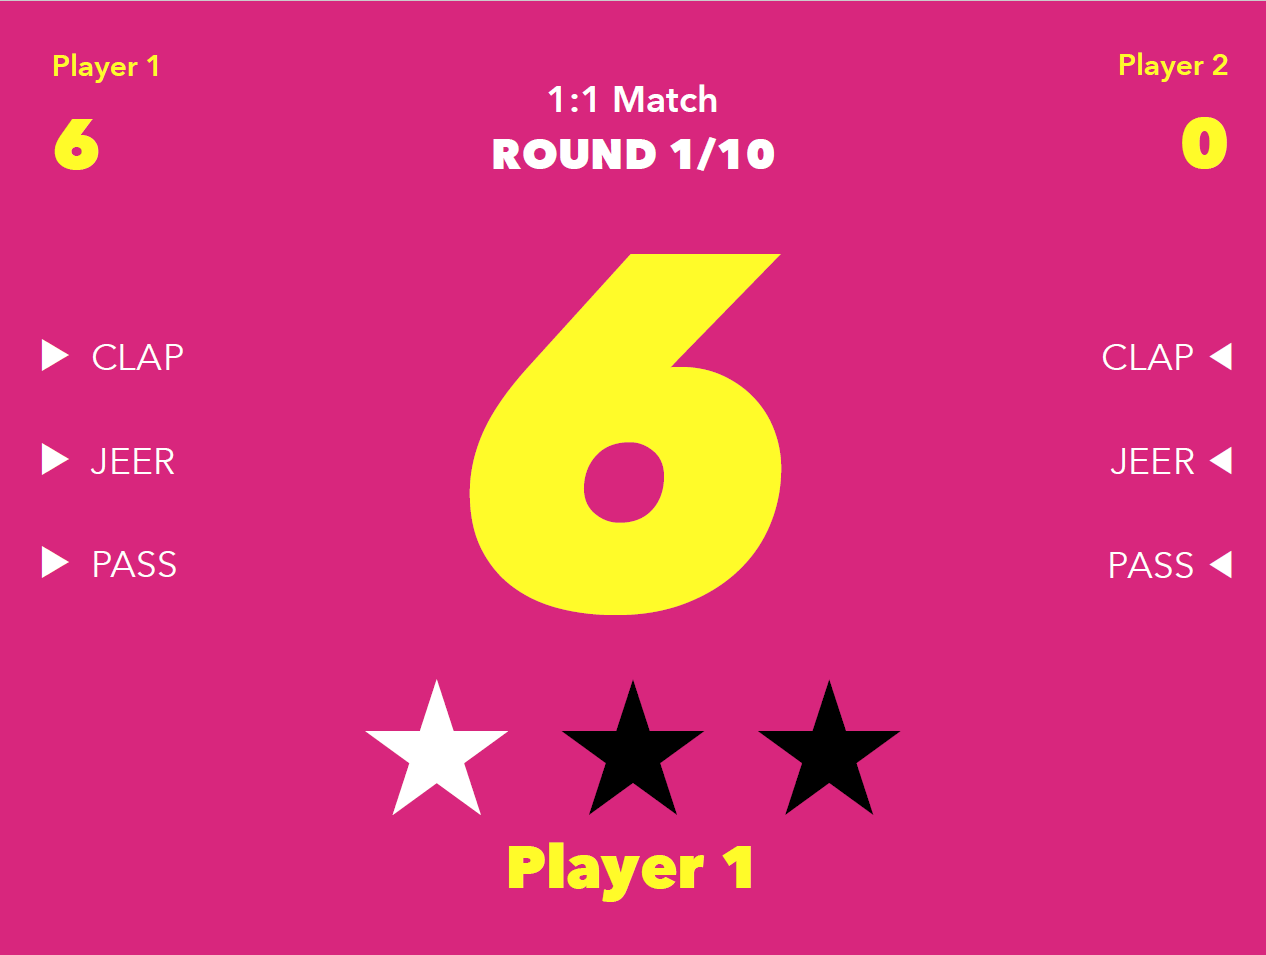 Player 1
6
1:1 Match
ROUND 1/10
Player 2
0
CLAP
JEER
PASS
6
CLAP
JEER
PASS
Player 1